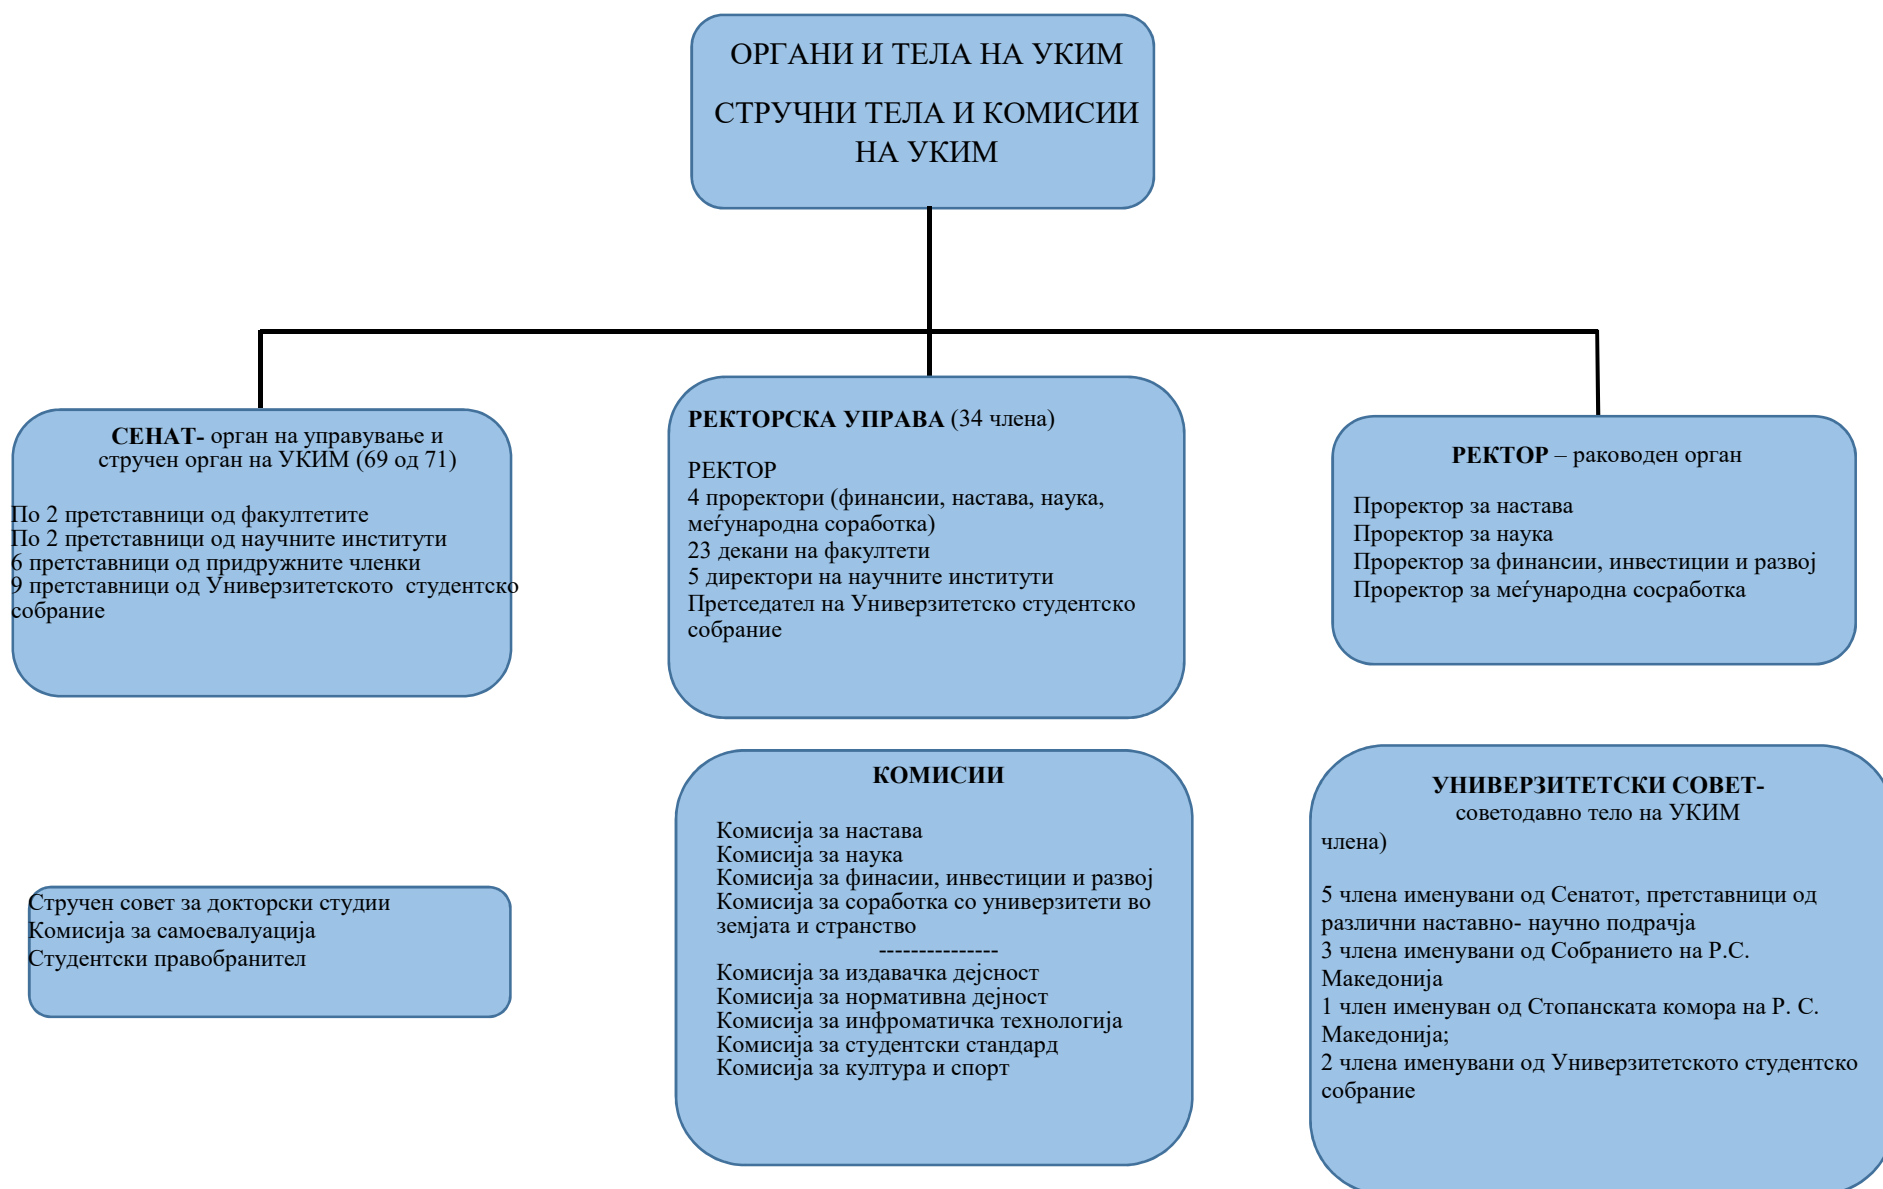 ОРГАНИ И ТЕЛА НА УКИМ
СТРУЧНИ ТЕЛА И КОМИСИИ
НА УКИМ
СЕНАТ- орган на управување и
стручен орган на УКИМ (69 од 71)
По 2 претставници од факултетите
По 2 претставници од научните институти
6 претставници од придружните членки
9 претставници од Универзитетското студентско
собрание
РЕКТОРСКА УПРАВА (34 члена)
РЕКТОР
4 проректори (финансии, настава, наука,
меѓународна соработка)
23 декани на факултети
5 директори на научните институти
Претседател на Универзитетско студентско
собрание
РЕКТОР – раководен орган
Проректор за настава
Проректор за наука
Проректор за финансии, инвестиции и развој
Проректор за меѓународна сосработка
Стручен совет за докторски студии
Комисија за самоевалуација
Студентски правобранител
КОМИСИИ
Комисија за настава
Комисија за наука
Комисија за финасии, инвестиции и развој
Комисија за соработка со универзитети во
земјата и странство
---------------
Комисија за издавачка дејсност
Комисија за нормативна дејност
Комисија за инфроматичка технологија
Комисија за студентски стандард
Комисија за култура и спорт
УНИВЕРЗИТЕТСКИ СОВЕТ-
советодавно тело на УКИМ
члена)
5 члена именувани од Сенатот, претставници од
различни наставно- научно подрачја
3 члена именувани од Собранието на Р.С.
Македонија
1 член именуван од Стопанската комора на Р. С.
Македонија;
2 члена именувани од Универзитетското студентско
собрание